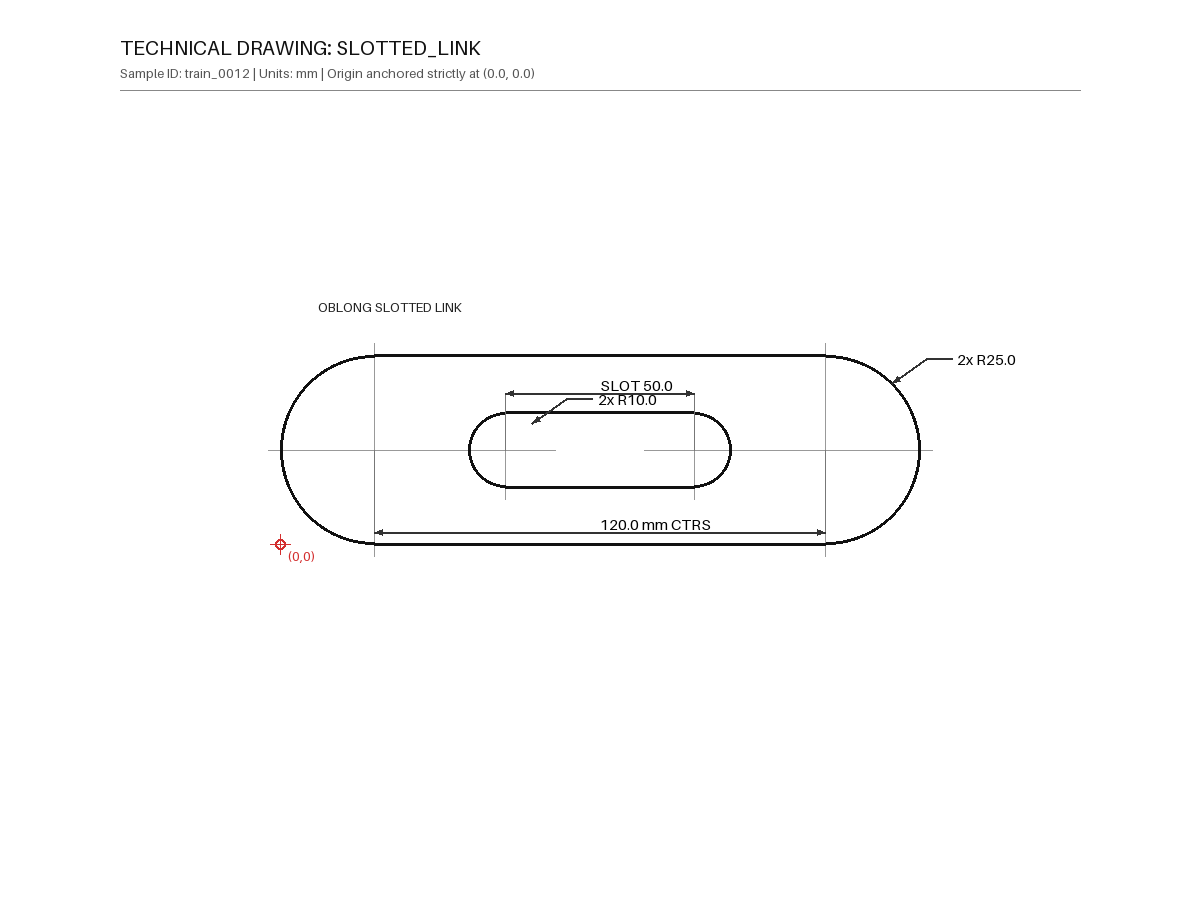 TECHNICAL DRAWING: SLOTTED_LINK
Sample ID: train_0012 | Units: mm | Origin anchored strictly at (0.0, 0.0)
OBLONG SLOTTED LINK
2x R25.0
SLOT 50.0
2x R10.0
120.0 mm CTRS
(0,0)